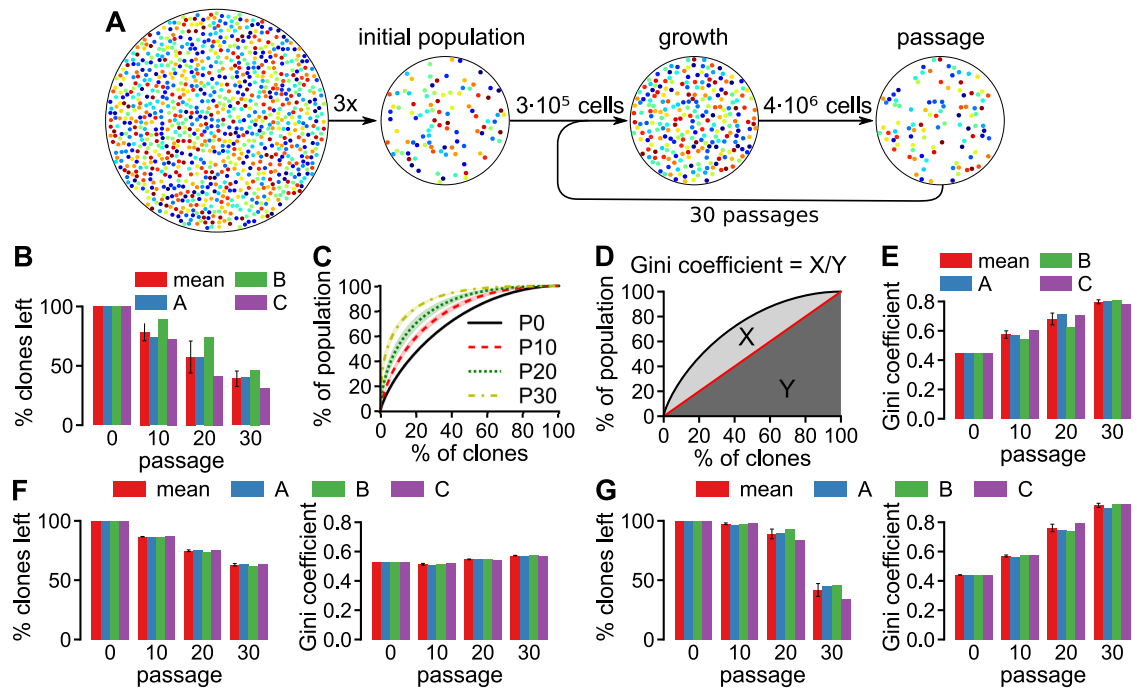 A
initial population
growth
passage
3x
3·10⁵ cells
4·10⁶ cells
30 passages
B
mean
B
A
C
% clones left
100
50
0
0 10 20 30
passage
C
% of population
100
80
60
40
20
0
P0
P10
P20
P30
0 20 40 60 80 100
% of clones
D
Gini coefficient = X/Y
% of population
100
80
60
40
20
0
X
Y
0 20 40 60 80 100
% of clones
E
mean
B
A
C
Gini coefficient
0.8
0.6
0.4
0.2
0.0
0 10 20 30
passage
F
mean A B C
% clones left
100
50
0
0 10 20 30
passage
Gini coefficient
0.8
0.6
0.4
0.2
0.0
0 10 20 30
passage
G
mean A B C
% clones left
100
50
0
0 10 20 30
passage
Gini coefficient
0.8
0.6
0.4
0.2
0.0
0 10 20 30
passage